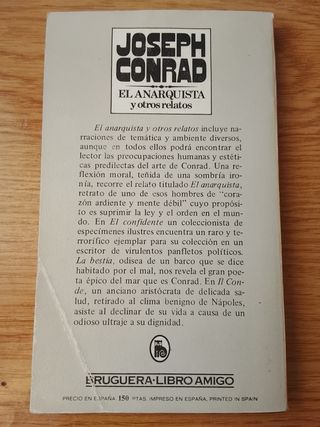 JOSEPH
CONRAD
EL ANARQUISTA
y otros relatos
El anarquista y otros relatos incluye na-
rraciones de temática y ambiente diversos,
aunque en todos ellos podrá encontrar el
lector las preocupaciones humanas y estéti-
cas predilectas del arte de Conrad. Una re-
flexión moral, teñida de una sombría iro-
nía, recorre el relato titulado El anarquista,
retrato de uno de esos hombres de "cora-
zón ardiente y mente débil" cuyo propósi-
to es suprimir la ley y el orden en el mun-
do. En El confidente un coleccionista de
especímenes ilustres encuentra un raro y te-
rrorífico ejemplar para su colección en un
escritor de virulentos panfletos políticos.
La bestia, odisea de un barco que se dice
habitado por el mal, nos revela el gran poe-
ta épico del mar que es Conrad. En Il Con-
de, un anciano aristócrata de delicada sa-
lud, retirado al clima benigno de Nápoles,
asiste al declinar de su vida a causa de un
odioso ultraje a su dignidad.
BRUGUERA·LIBRO AMIGO
PRECIO EN ESPAÑA 150 PTAS. IMPRESO EN ESPAÑA. PRINTED IN SPAIN